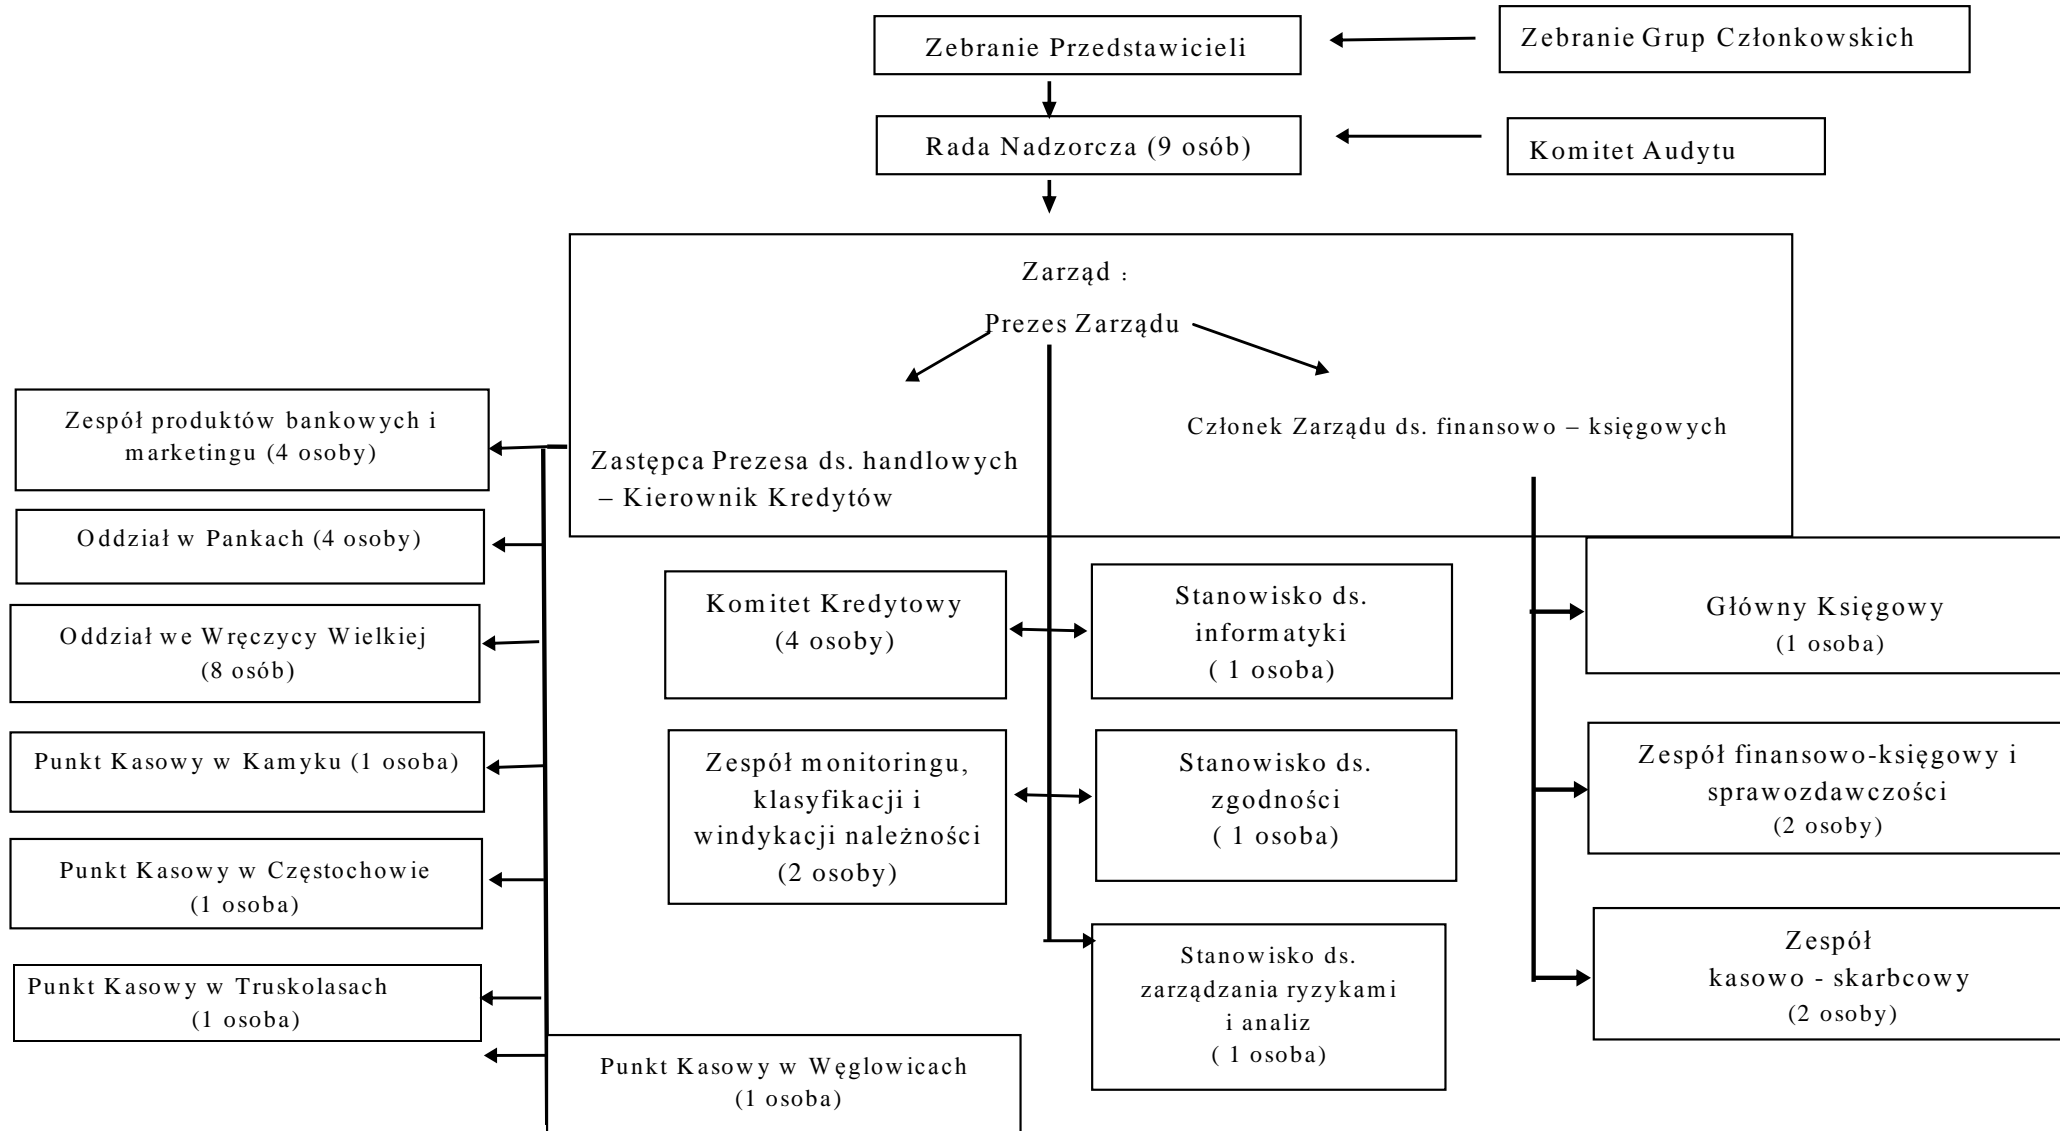 Zebranie Przedstawicieli
Zebranie Grup Członkowskich
Rada Nadzorcza (9 osób)
Komitet Audytu
Zarząd :
Prezes Zarządu
Członek Zarządu ds. finansowo – księgowych
Zastępca Prezesa ds. handlowych
– Kierownik Kredytów
Zespół produktów bankowych i
marketingu (4 osoby)
Oddział w Pankach (4 osoby)
Oddział we Wręczycy Wielkiej
(8 osób)
Punkt Kasowy w Kamyku (1 osoba)
Punkt Kasowy w Częstochowie
(1 osoba)
Punkt Kasowy w Truskolasach
(1 osoba)
Punkt Kasowy w Węglowicach
(1 osoba)
Komitet Kredytowy
(4 osoby)
Zespół monitoringu,
klasyfikacji i
windykacji należności
(2 osoby)
Stanowisko ds.
informatyki
( 1 osoba)
Stanowisko ds.
zgodności
( 1 osoba)
Stanowisko ds.
zarządzania ryzykami
i analiz
( 1 osoba)
Główny Księgowy
(1 osoba)
Zespół finansowo-księgowy i
sprawozdawczości
(2 osoby)
Zespół
kasowo - skarbcowy
(2 osoby)